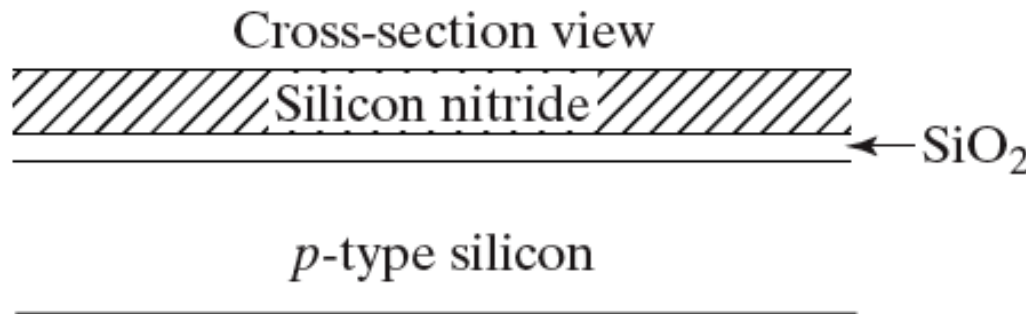 Cross-section view
Silicon nitride
SiO₂
p-type silicon